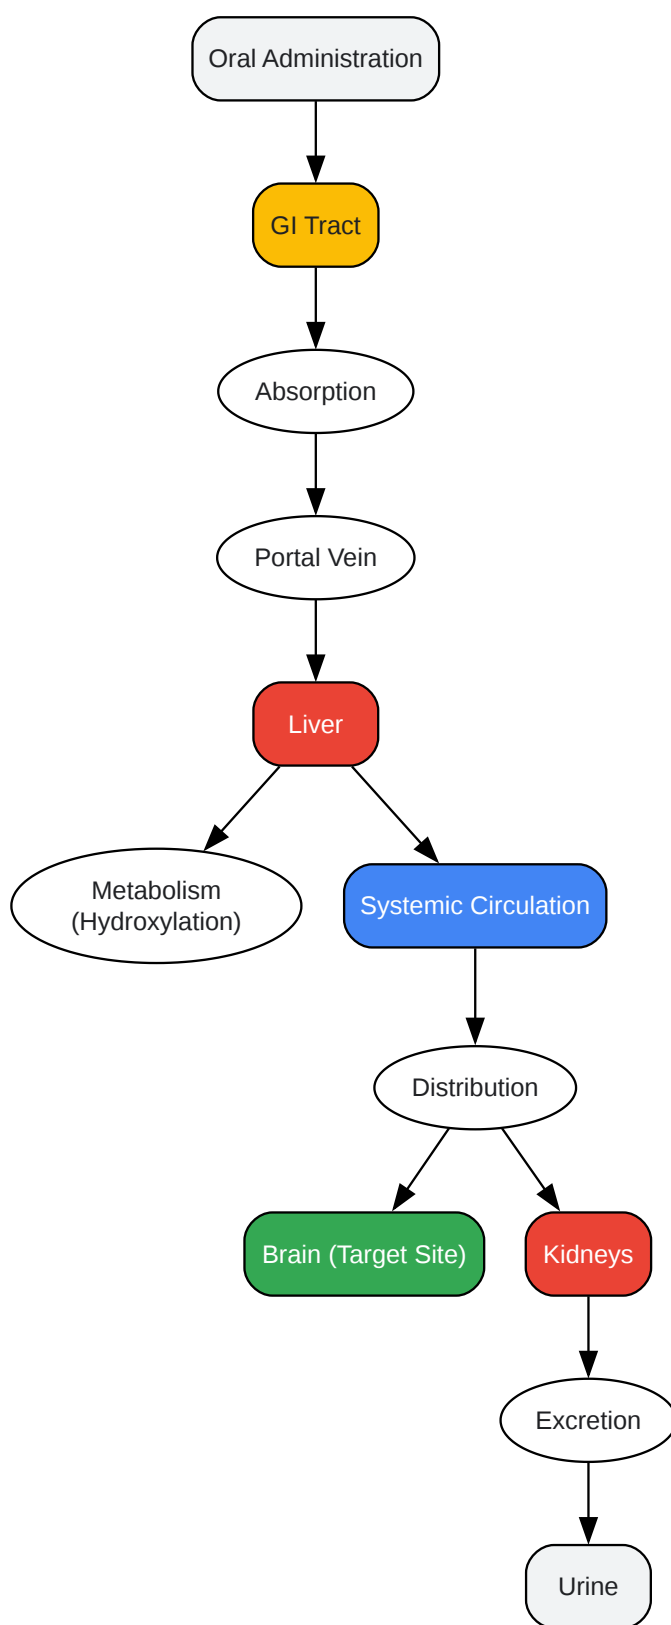 Oral Administration
GI Tract
Absorption
Portal Vein
Liver
Metabolism
(Hydroxylation)
Systemic Circulation
Distribution
Brain (Target Site)
Kidneys
Excretion
Urine